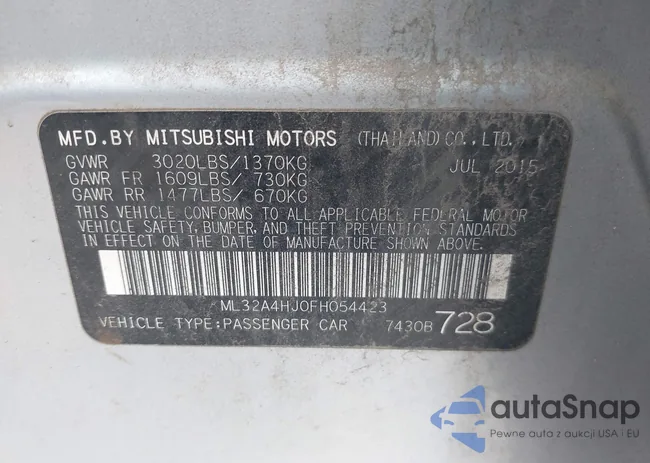 MFD.BY MITSUBISHI MOTORS (THAILAND) CO.,LTD.
GVWR 3020LBS/1370KG JUL 2015
GAWR FR 1609LBS/ 730KG
GAWR RR 1477LBS/ 670KG
THIS VEHICLE CONFORMS TO ALL APPLICABLE FEDERAL MOTOR
VEHICLE SAFETY, BUMPER, AND THEFT PREVENTION STANDARDS
IN EFFECT ON THE DATE OF MANUFACTURE SHOWN ABOVE.
ML32A4HJ0FH054423
VEHICLE TYPE:PASSENGER CAR 7430B 728
autaSnap
Pewne auta z aukcji USA i EU